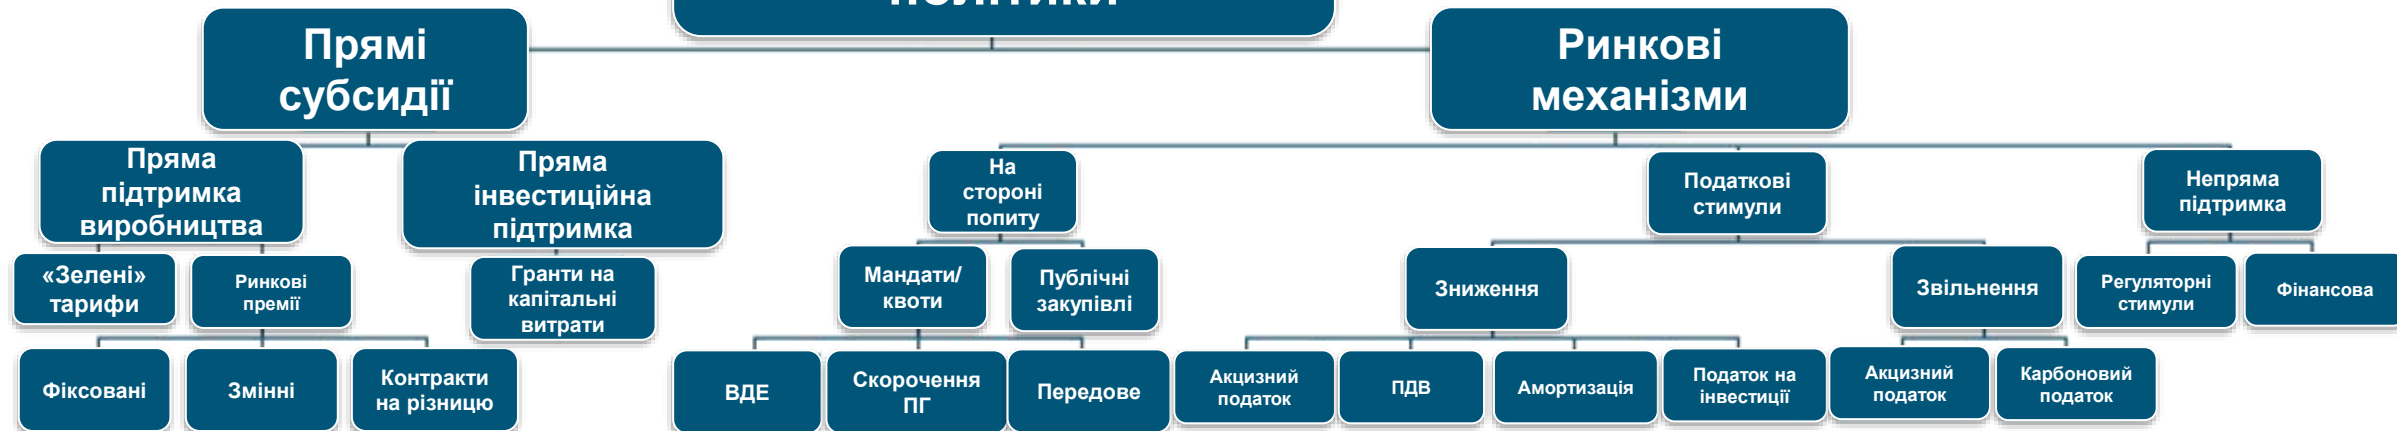 політики
Прямі
субсидії
Ринкові
механізми
Пряма
підтримка
виробництва
Пряма
інвестиційна
підтримка
На
стороні
попиту
Податкові
стимули
Непряма
підтримка
«Зелені»
тарифи
Ринкові
премії
Гранти на
капітальні
витрати
Мандати/
квоти
Публічні
закупівлі
Зниження
Звільнення
Регуляторні
стимули
Фінансова
Фіксовані
Змінні
Контракти
на різницю
ВДЕ
Скорочення
ПГ
Передове
Акцизний
податок
ПДВ
Амортизація
Податок на
інвестиції
Акцизний
податок
Карбоновий
податок